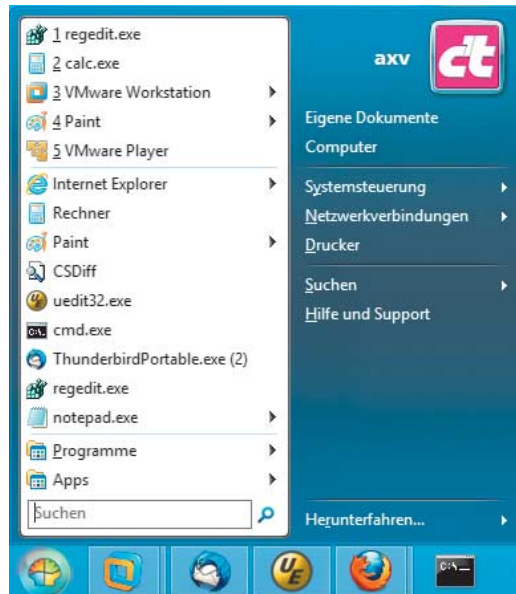 1 regedit.exe
2 calc.exe
3 VMware Workstation
4 Paint
5 VMware Player
Internet Explorer
Rechner
Paint
CSDiff
uedit32.exe
cmd.exe
ThunderbirdPortable.exe (2)
regedit.exe
notepad.exe
Programme
Apps
Suchen
axv
c't
Eigene Dokumente
Computer
Systemsteuerung
Netzwerkverbindungen
Drucker
Suchen
Hilfe und Support
Herunterfahren...
UE
C:\_